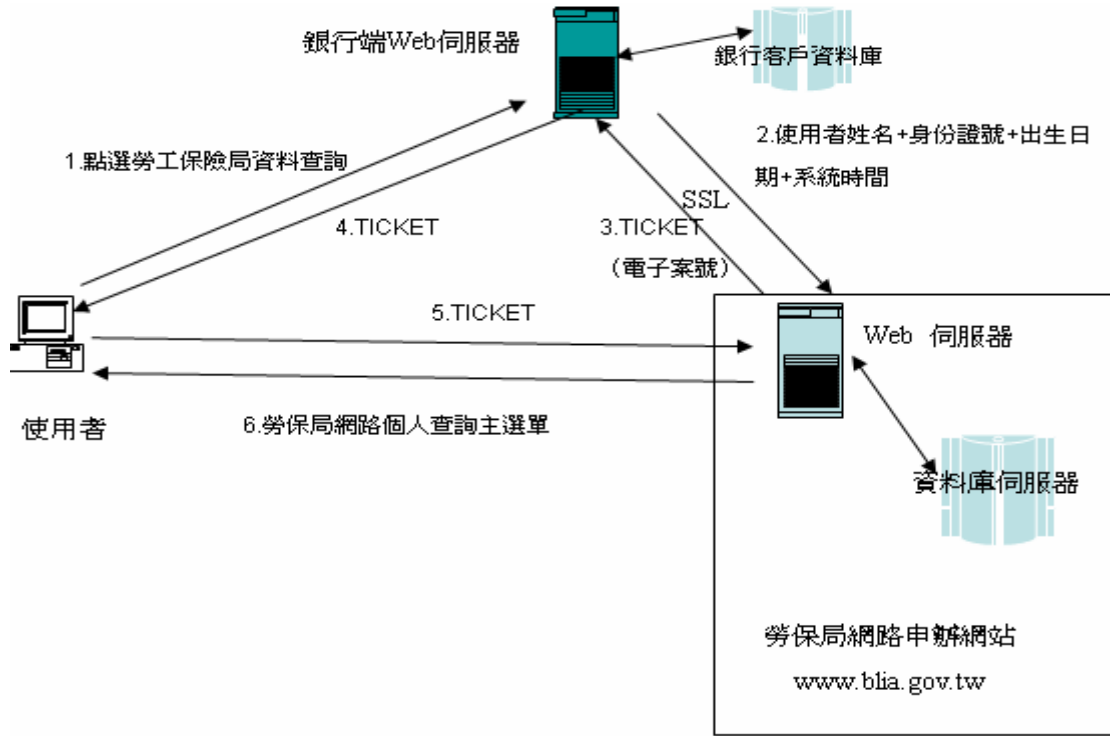 銀行端Web伺服器
銀行客戶資料庫
1.點選勞工保險局資料查詢
2.使用者姓名+身份證號+出生日
期+系統時間
SSL
4.TICKET
3.TICKET
（電子案號）
5.TICKET
Web 伺服器
使用者
6.勞保局網路個人查詢主選單
資料庫伺服器
勞保局網路申辦網站
www.blia.gov.tw